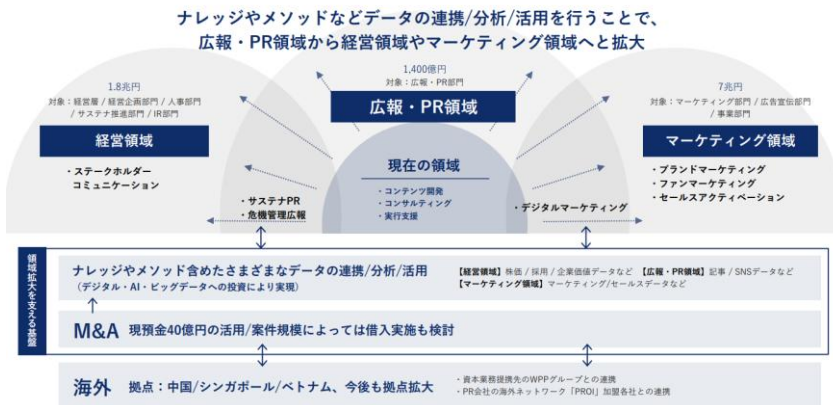 ナレッジやメソッドなどデータの連携/分析/活用を行うことで、
広報・PR領域から経営領域やマーケティング領域へと拡大
1.8兆円
対象：経営層 / 経営企画部門 / 人事部門
/ サステナ推進部門 / IR部門
経営領域
・ステークホルダー
コミュニケーション
1,400億円
対象：広報・PR部門
広報・PR領域
現在の領域
・コンテンツ開発
・コンサルティング
・実行支援
・サステナPR
・危機管理広報
・デジタルマーケティング
7兆円
対象：マーケティング部門 / 広告宣伝部門
/ 事業部門
マーケティング領域
・ブランドマーケティング
・ファンマーケティング
・セールスアクティベーション
領域拡大を支える基盤
ナレッジやメソッド含めたさまざまなデータの連携/分析/活用
（デジタル・AI・ビッグデータへの投資により実現）
【経営領域】株価 / 採用 / 企業価値データなど 【広報・PR領域】記事 / SNSデータなど
【マーケティング領域】マーケティング/セールスデータなど
M&A 現預金40億円の活用/案件規模によっては借入実施も検討
海外 拠点：中国/シンガポール/ベトナム、今後も拠点拡大
・資本業務提携先のWPPグループとの連携
・PR会社の海外ネットワーク「PROI」加盟各社との連携